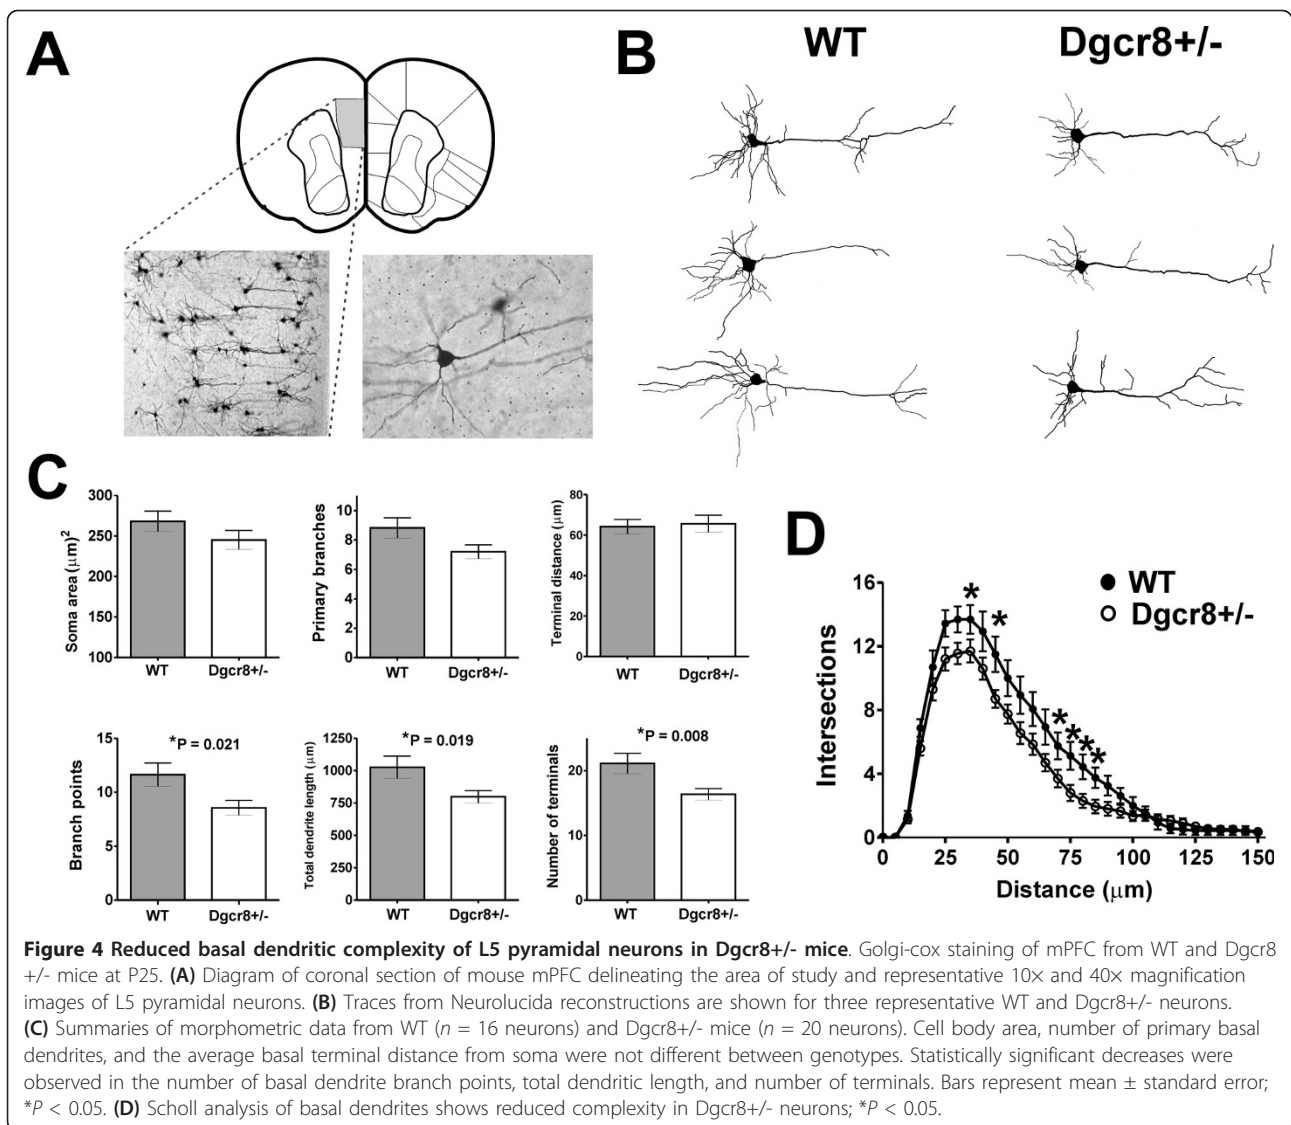 A
B
WT
Dgcr8+/-
C
Soma area (μm)²
300
250
200
150
100
WT
Dgcr8+/-
Primary branches
10
8
6
4
2
0
WT
Dgcr8+/-
Terminal distance (μm)
80
60
40
20
0
WT
Dgcr8+/-
Branch points
15
10
5
0
*P = 0.021
WT
Dgcr8+/-
Total dendrite length (μm)
1250
1000
750
500
250
0
*P = 0.019
WT
Dgcr8+/-
Number of terminals
20
10
0
*P = 0.008
WT
Dgcr8+/-
D
Intersections
16
12
8
4
0
WT
Dgcr8+/-
*
*
*
*
*
*
0 25 50 75 100 125 150
Distance (μm)
Figure 4 Reduced basal dendritic complexity of L5 pyramidal neurons in Dgcr8+/- mice. Golgi-cox staining of mPFC from WT and Dgcr8
+/- mice at P25. (A) Diagram of coronal section of mouse mPFC delineating the area of study and representative 10× and 40× magnification
images of L5 pyramidal neurons. (B) Traces from Neurolucida reconstructions are shown for three representative WT and Dgcr8+/- neurons.
(C) Summaries of morphometric data from WT (n = 16 neurons) and Dgcr8+/- mice (n = 20 neurons). Cell body area, number of primary basal
dendrites, and the average basal terminal distance from soma were not different between genotypes. Statistically significant decreases were
observed in the number of basal dendrite branch points, total dendritic length, and number of terminals. Bars represent mean ± standard error;
*P < 0.05. (D) Scholl analysis of basal dendrites shows reduced complexity in Dgcr8+/- neurons; *P < 0.05.